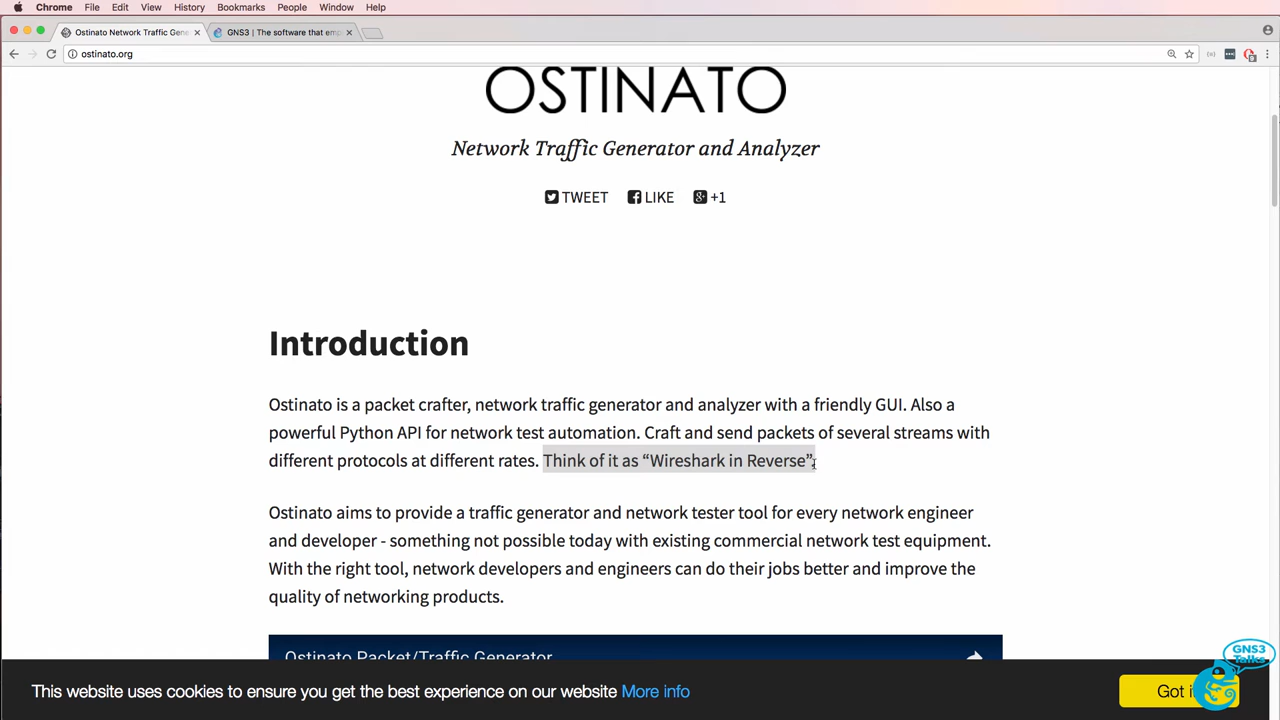 Chrome File Edit View History Bookmarks People Window Help
Ostinato Network Traffic Gene
GNS3 | The software that emp
ostinato.org
OSTINATO
Network Traffic Generator and Analyzer
TWEET LIKE +1
Introduction
Ostinato is a packet crafter, network traffic generator and analyzer with a friendly GUI. Also a
powerful Python API for network test automation. Craft and send packets of several streams with
different protocols at different rates. Think of it as “Wireshark in Reverse”.
Ostinato aims to provide a traffic generator and network tester tool for every network engineer
and developer - something not possible today with existing commercial network test equipment.
With the right tool, network developers and engineers can do their jobs better and improve the
quality of networking products.
Ostinato Packet/Traffic Generator
This website uses cookies to ensure you get the best experience on our website More info
Got i
GNS3
Talks